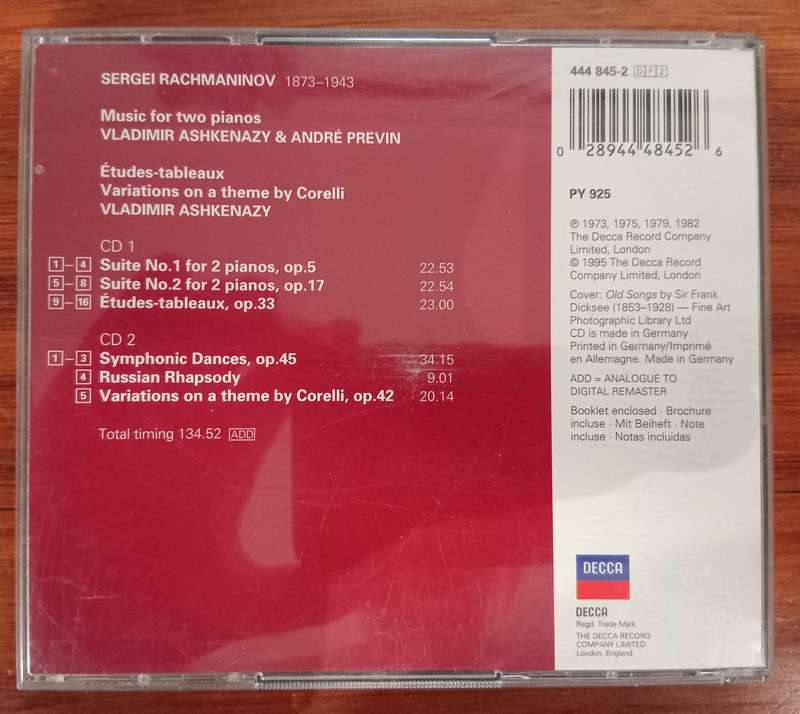 SERGEI RACHMANINOV 1873–1943
Music for two pianos
VLADIMIR ASHKENAZY & ANDRÉ PREVIN
Études-tableaux
Variations on a theme by Corelli
VLADIMIR ASHKENAZY
CD 1
1–4 Suite No.1 for 2 pianos, op.5 22.53
5–8 Suite No.2 for 2 pianos, op.17 22.54
9–16 Études-tableaux, op.33 23.00
CD 2
1–3 Symphonic Dances, op.45 34.15
4 Russian Rhapsody 9.01
5 Variations on a theme by Corelli, op.42 20.14
Total timing 134.52 ADD
444 845-2 DF2
0 28944 48452 6
PY 925
℗ 1973, 1975, 1979, 1982
The Decca Record Company
Limited, London
© 1995 The Decca Record
Company Limited, London
Cover: Old Songs by Sir Frank
Dicksee (1853–1928) — Fine Art
Photographic Library Ltd
CD is made in Germany
Printed in Germany/Imprimé
en Allemagne. Made in Germany
ADD = ANALOGUE TO
DIGITAL REMASTER
Booklet enclosed · Brochure
incluse · Mit Beiheft · Note
incluse · Notas incluidas
DECCA
DECCA
Regd. Trade Mark
THE DECCA RECORD
COMPANY LIMITED
London, England